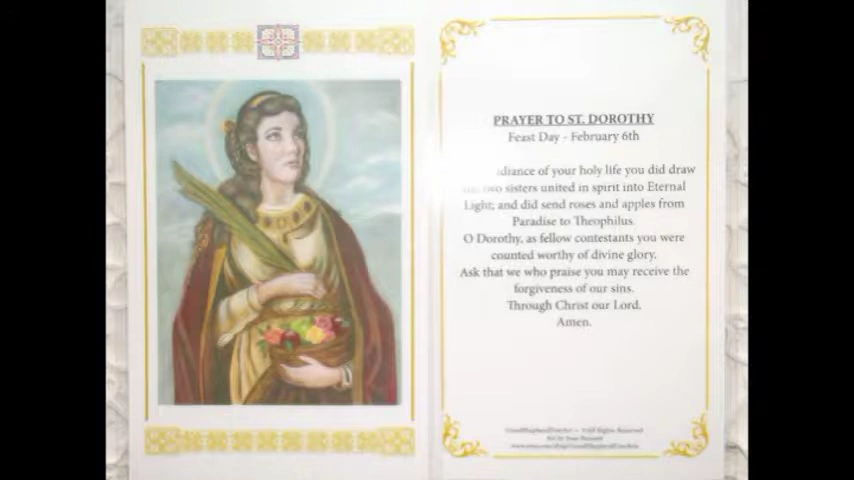 PRAYER TO ST. DOROTHY
Feast Day - February 6th
of your holy life you did draw
two sisters united in spirit into Eternal
Light; and did send roses and apples from
Paradise to Theophilus.
O Dorothy, as fellow contestants you were
counted worthy of divine glory.
Ask that we who praise you may receive the
forgiveness of our sins.
Through Christ our Lord.
Amen.
Rights Reserved